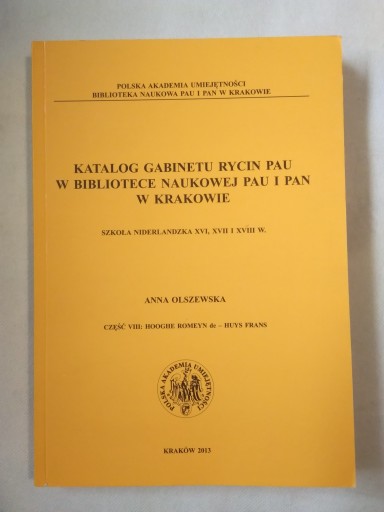 POLSKA AKADEMIA UMIEJĘTNOŚCI
BIBLIOTEKA NAUKOWA PAU I PAN W KRAKOWIE
KATALOG GABINETU RYCIN PAU
W BIBLIOTECE NAUKOWEJ PAU I PAN
W KRAKOWIE
SZKOŁA NIDERLANDZKA XVI, XVII I XVIII W.
ANNA OLSZEWSKA
CZĘŚĆ VIII; HOOGHE ROMEYN de – HUYS FRANS
POLSKA AKADEMIA UMIEJĘTNOŚCI
KRAKÓW 2013